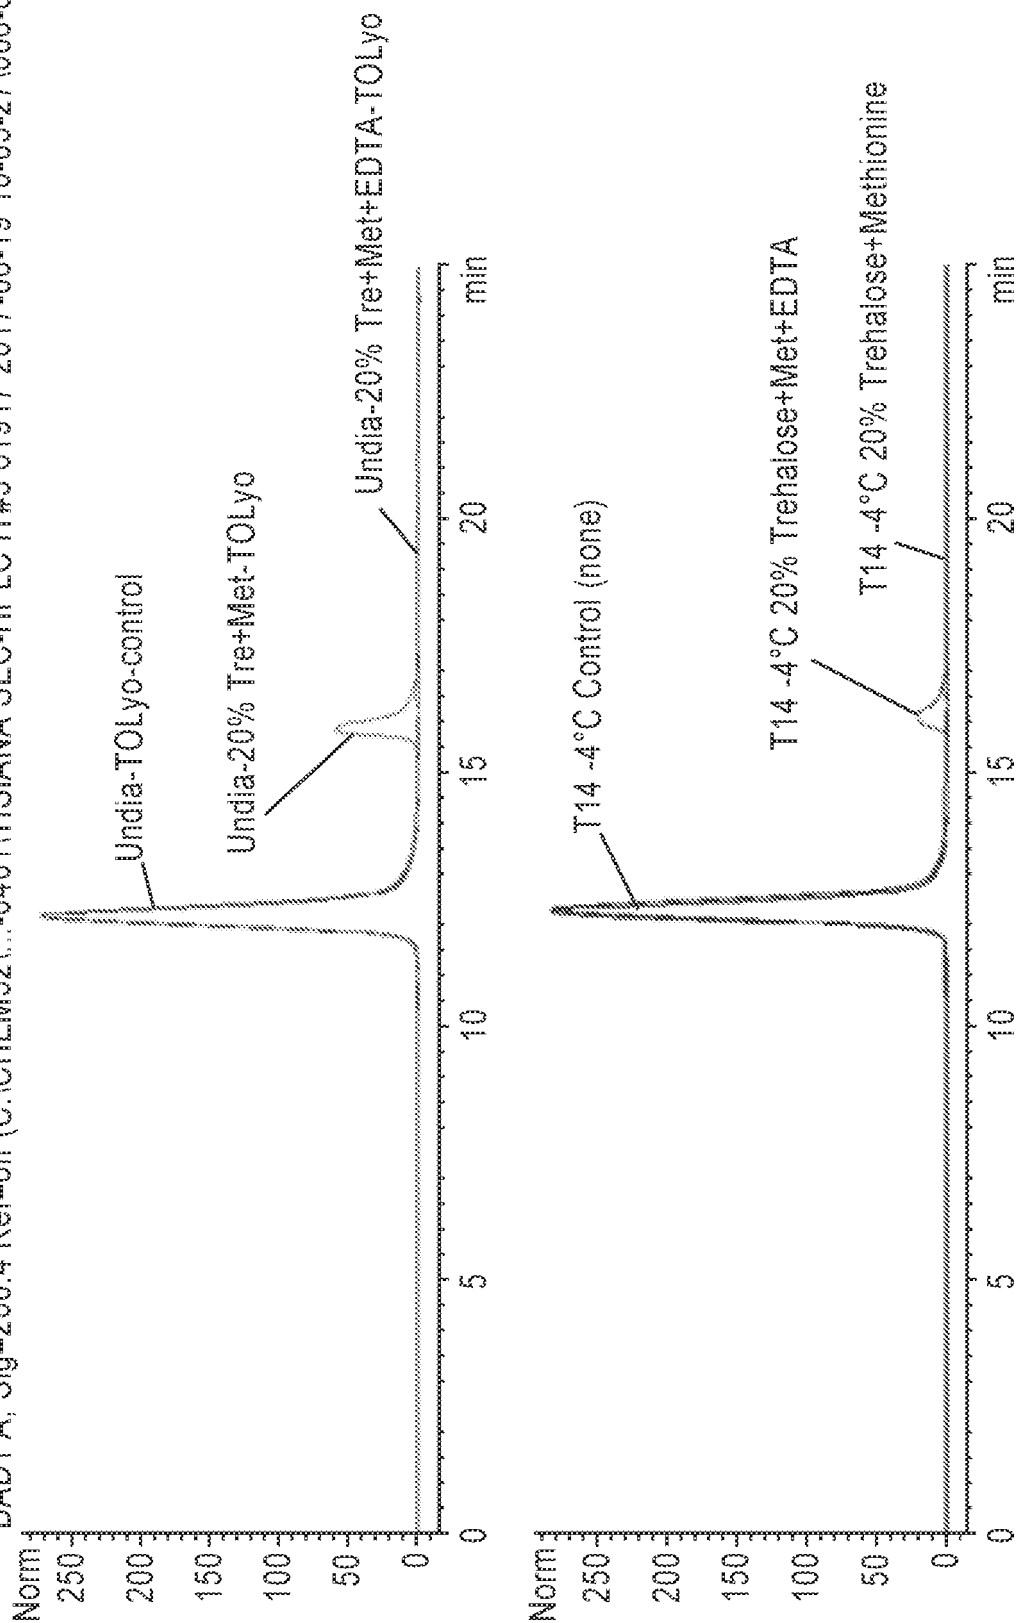 Norm
250
200
150
100
50
0
Undia-TOLyo-control
Undia-20% Tre+Met-TOLyo
Undia-20% Tre+Met+EDTA-TOLyo
0
5
10
15
20
min
Norm
250
200
150
100
50
0
T14 -4°C Control (none)
T14 -4°C 20% Trehalose+Met+EDTA
T14 -4°C 20% Trehalose+Methionine
0
5
10
15
20
min